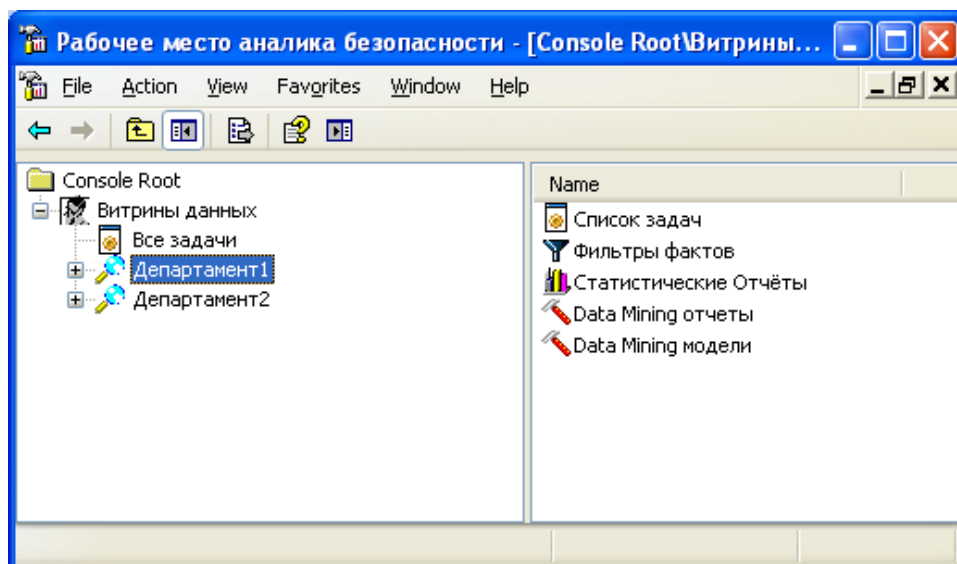 Рабочее место аналика безопасности - [Console Root\Витрины...
File Action View Favorites Window Help
Console Root
Витрины данных
Все задачи
Департамент1
Департамент2
Name
Список задач
Фильтры фактов
Статистические Отчёты
Data Mining отчеты
Data Mining модели